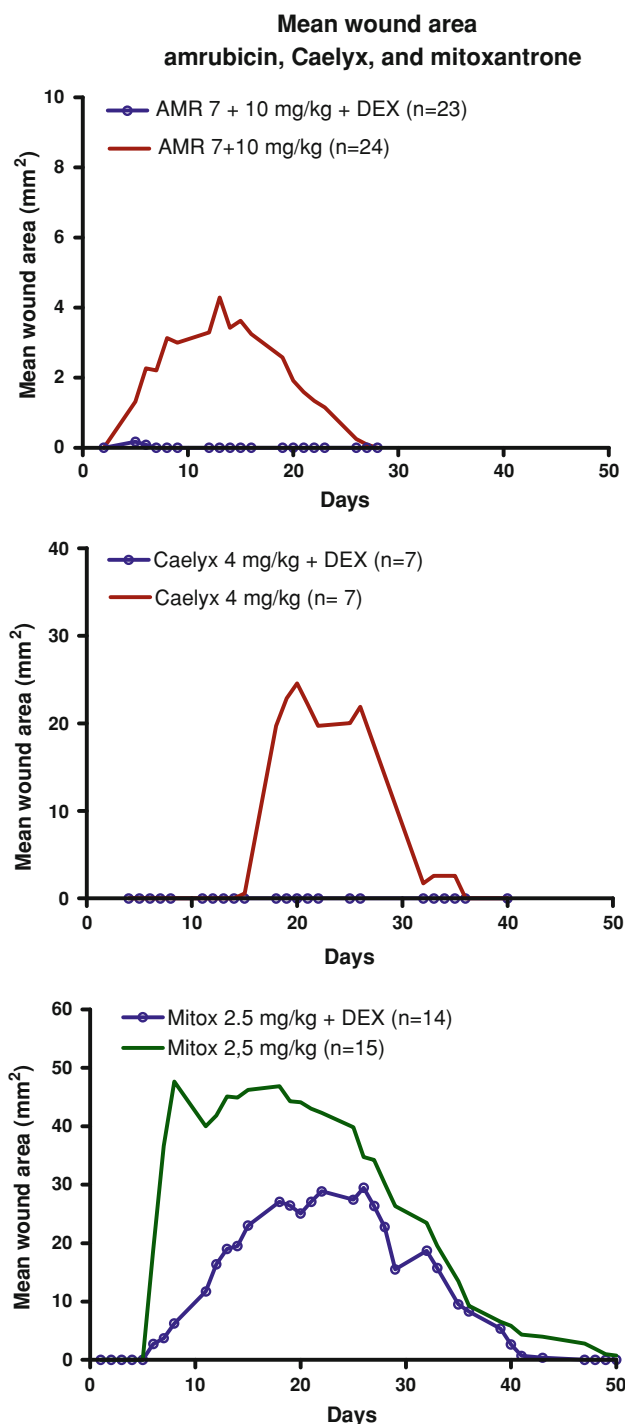 Mean wound area
amrubicin, Caelyx, and mitoxantrone
AMR 7 + 10 mg/kg + DEX (n=23)
AMR 7+10 mg/kg (n=24)
Mean wound area (mm²)
10
8
6
4
2
0
0 10 20 30 40 50
Days
Caelyx 4 mg/kg + DEX (n=7)
Caelyx 4 mg/kg (n= 7)
Mean wound area (mm²)
40
30
20
10
0
0 10 20 30 40 50
Days
Mitox 2.5 mg/kg + DEX (n=14)
Mitox 2,5 mg/kg (n=15)
Mean wound area (mm²)
60
50
40
30
20
10
0
0 10 20 30 40 50
Days